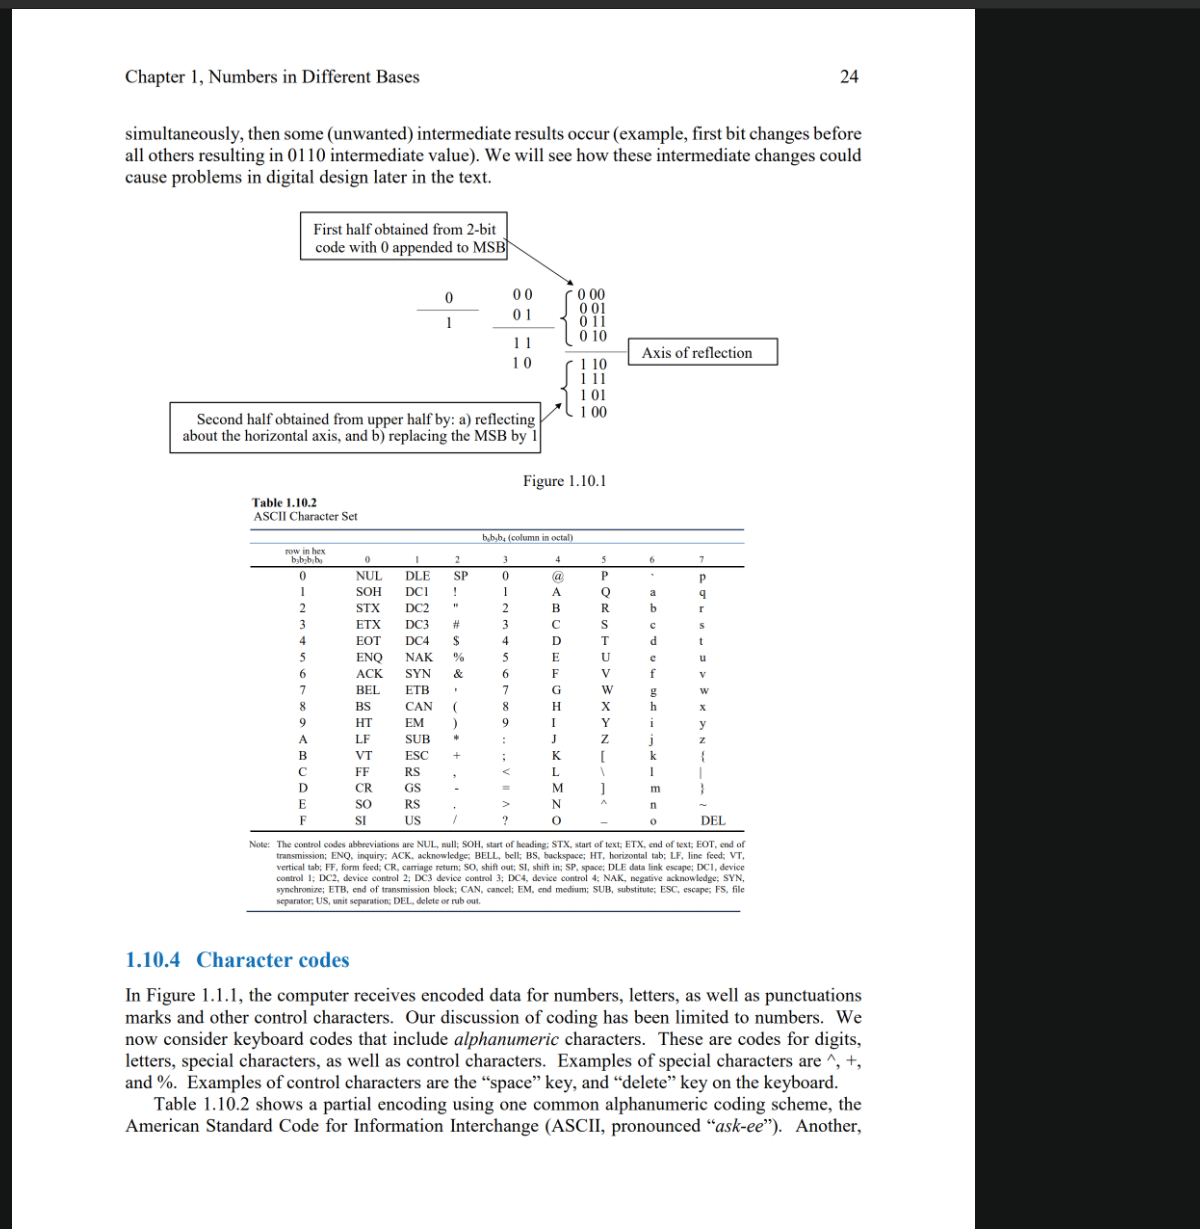 Chapter 1, Numbers in Different Bases 24
simultaneously, then some (unwanted) intermediate results occur (example, first bit changes before
all others resulting in 0110 intermediate value). We will see how these intermediate changes could
cause problems in digital design later in the text.
First half obtained from 2-bit
code with 0 appended to MSB
0
1
0 0
0 1
1 1
1 0
0 00
0 01
0 11
0 10
1 10
1 11
1 01
1 00
Axis of reflection
Second half obtained from upper half by: a) reflecting
about the horizontal axis, and b) replacing the MSB by 1
Figure 1.10.1
Table 1.10.2
ASCII Character Set
b₆b₅b₄ (column in octal)
row in hex
b₃b₂b₁b₀ 0 1 2 3 4 5 6 7
0 NUL DLE SP 0 @ P ` p
1 SOH DC1 ! 1 A Q a q
2 STX DC2 " 2 B R b r
3 ETX DC3 # 3 C S c s
4 EOT DC4 $ 4 D T d t
5 ENQ NAK % 5 E U e u
6 ACK SYN & 6 F V f v
7 BEL ETB ' 7 G W g w
8 BS CAN ( 8 H X h x
9 HT EM ) 9 I Y i y
A LF SUB * : J Z j z
B VT ESC + ; K [ k {
C FF RS , < L \ l |
D CR GS - = M ] m }
E SO RS . > N ^ n ~
F SI US / ? O _ o DEL
Note: The control codes abbreviations are NUL, null; SOH, start of heading; STX, start of text; ETX, end of text; EOT, end of
transmission; ENQ, inquiry; ACK, acknowledge; BELL, bell; BS, backspace; HT, horizontal tab; LF, line feed; VT,
vertical tab; FF, form feed; CR, carriage return; SO, shift out; SI, shift in; SP, space; DLE data link escape; DC1, device
control 1; DC2, device control 2; DC3 device control 3; DC4, device control 4; NAK, negative acknowledge; SYN,
synchronize; ETB, end of transmission block; CAN, cancel; EM, end medium; SUB, substitute; ESC, escape; FS, file
separator; US, unit separation; DEL, delete or rub out.
1.10.4 Character codes
In Figure 1.1.1, the computer receives encoded data for numbers, letters, as well as punctuations
marks and other control characters. Our discussion of coding has been limited to numbers. We
now consider keyboard codes that include alphanumeric characters. These are codes for digits,
letters, special characters, as well as control characters. Examples of special characters are ^, +,
and %. Examples of control characters are the “space” key, and “delete” key on the keyboard.
Table 1.10.2 shows a partial encoding using one common alphanumeric coding scheme, the
American Standard Code for Information Interchange (ASCII, pronounced “ask-ee”). Another,